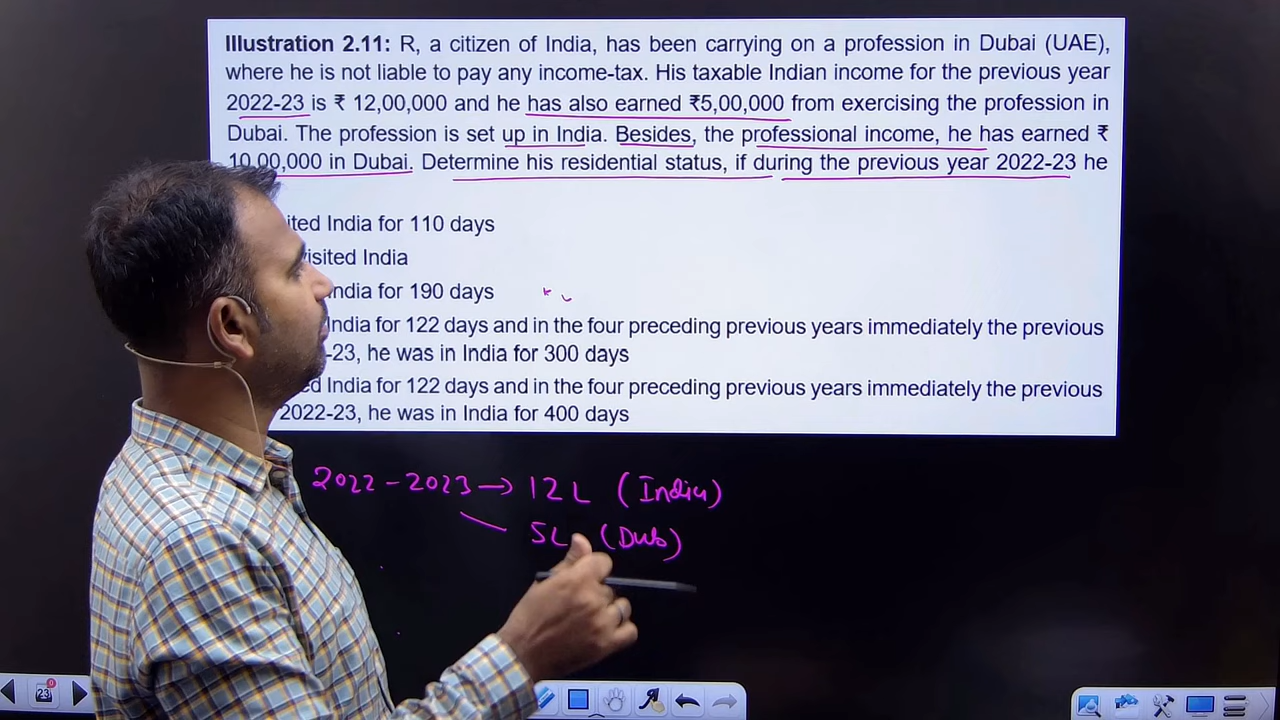 Illustration 2.11: R, a citizen of India, has been carrying on a profession in Dubai (UAE),
where he is not liable to pay any income-tax. His taxable Indian income for the previous year
2022-23 is ₹ 12,00,000 and he has also earned ₹5,00,000 from exercising the profession in
Dubai. The profession is set up in India. Besides, the professional income, he has earned ₹
10,00,000 in Dubai. Determine his residential status, if during the previous year 2022-23 he
India for 110 days
India
for 190 days
India for 122 days and in the four preceding previous years immediately the previous
-23, he was in India for 300 days
India for 122 days and in the four preceding previous years immediately the previous
2022-23, he was in India for 400 days
2022-2023 → 12L (India)
5L (Dub)
23